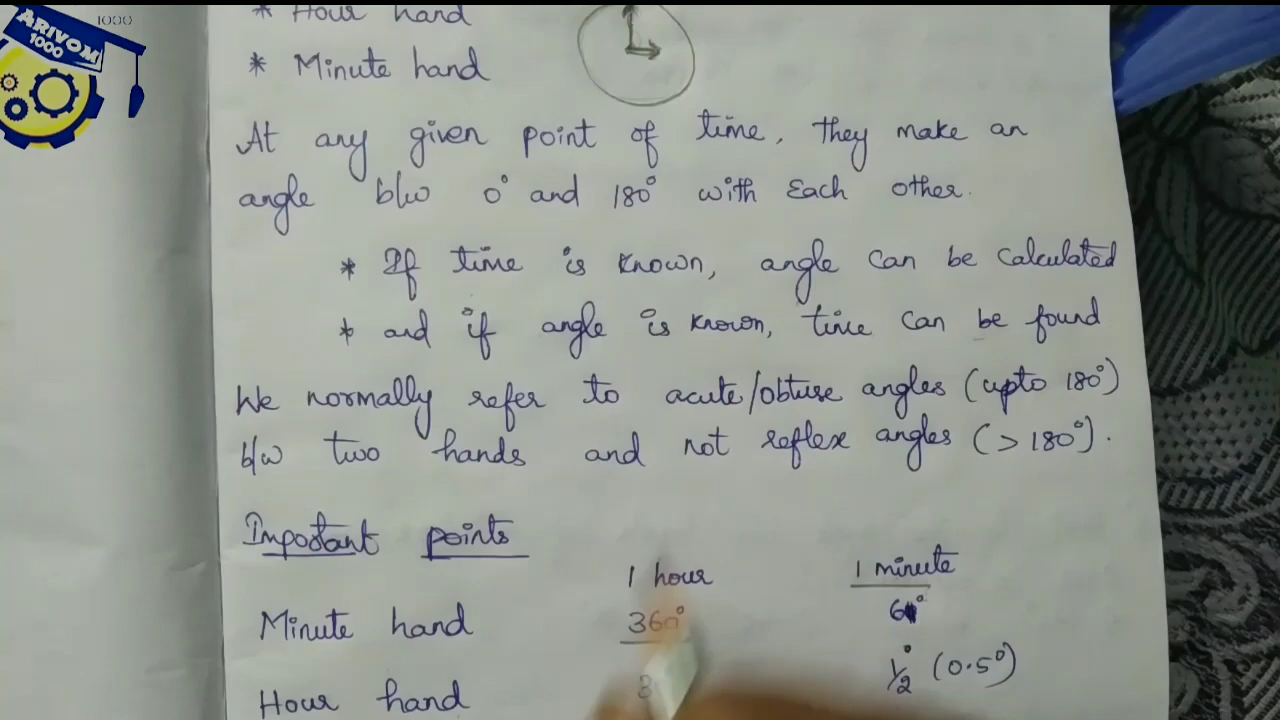 1000
ARIVOM
1000
* Hour hand
* Minute hand
At any given point of time, they make an
angle b/w 0° and 180° with each other.
* If time is known, angle can be calculated
* and if angle is known, time can be found
We normally refer to acute/obtuse angles (upto 180°)
b/w two hands and not reflex angles (>180°).
Important points
1 hour 1 minute
Minute hand 360° 6°
Hour hand 1/2° (0.5°)